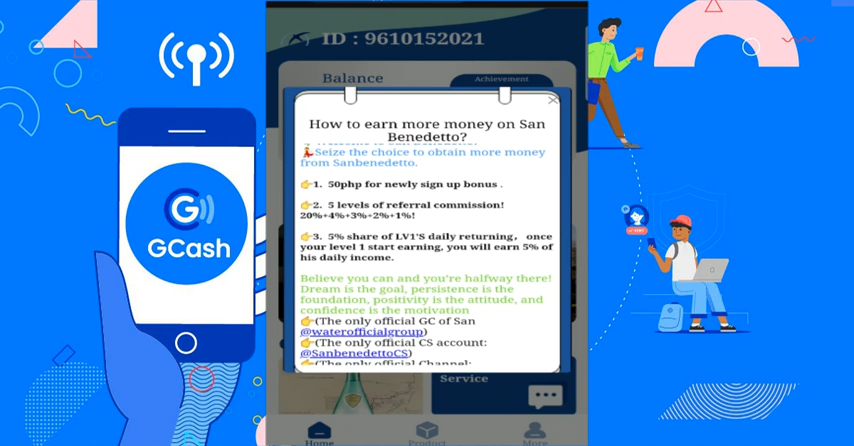 ID : 9610152021
Balance
Achievement
How to earn more money on San
Benedetto?
💃Seize the choice to obtain more money
from Sanbenedetto.
👉1. 50php for newly sign up bonus .
👉2. 5 levels of referral commission!
20%+4%+3%+2%+1%!
👉3. 5% share of LV1'S daily returning, once
your level 1 start earning, you will earn 5% of
his daily income.
Believe you can and you're halfway there!
Dream is the goal, persistence is the
foundation, positivity is the attitude, and
confidence is the motivation
👉(The only official GC of San
@waterofficialgroup)
👉(The only official CS account:
@SanbenedettoCS)
👉(The only official Channel:
Service
Home
Product
More
G
GCash